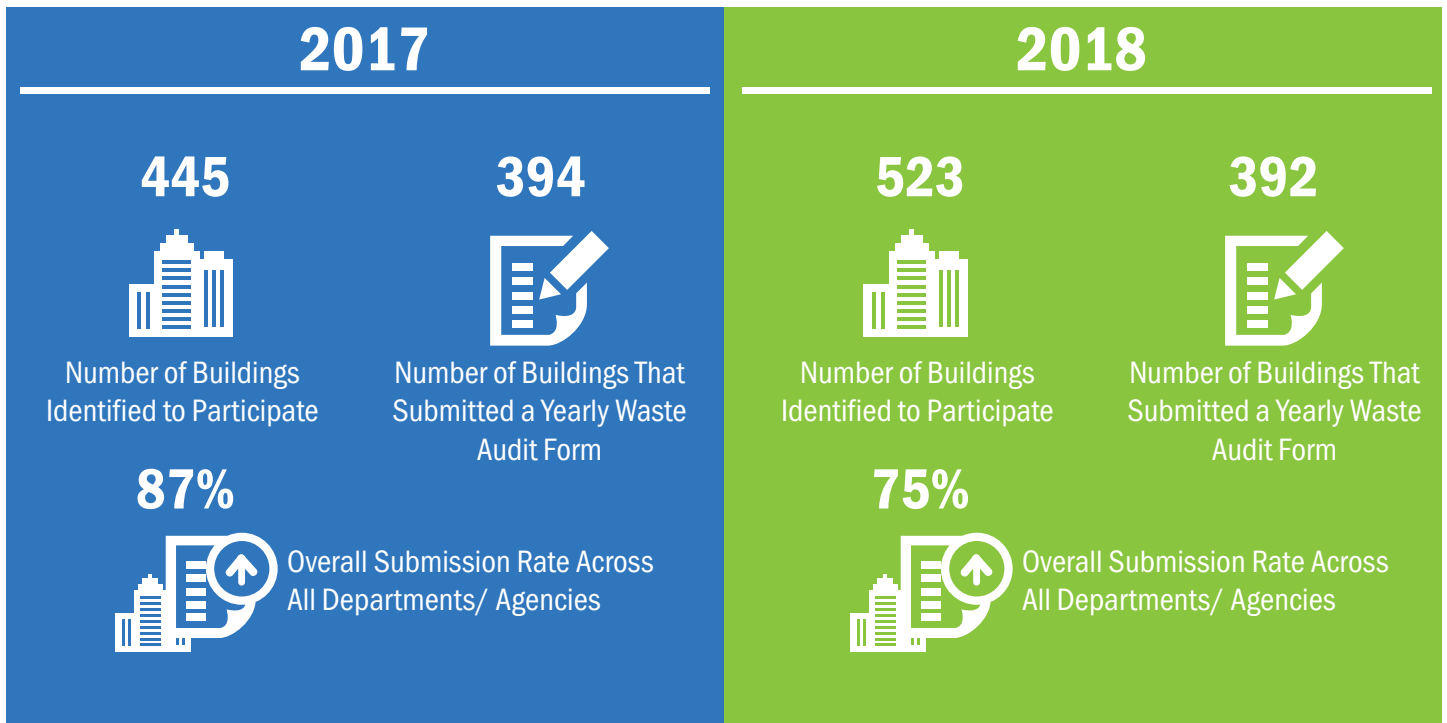 2017
445
394
Number of Buildings
Identified to Participate
Number of Buildings That
Submitted a Yearly Waste
Audit Form
87%
Overall Submission Rate Across
All Departments/ Agencies
2018
523
392
Number of Buildings
Identified to Participate
Number of Buildings That
Submitted a Yearly Waste
Audit Form
75%
Overall Submission Rate Across
All Departments/ Agencies